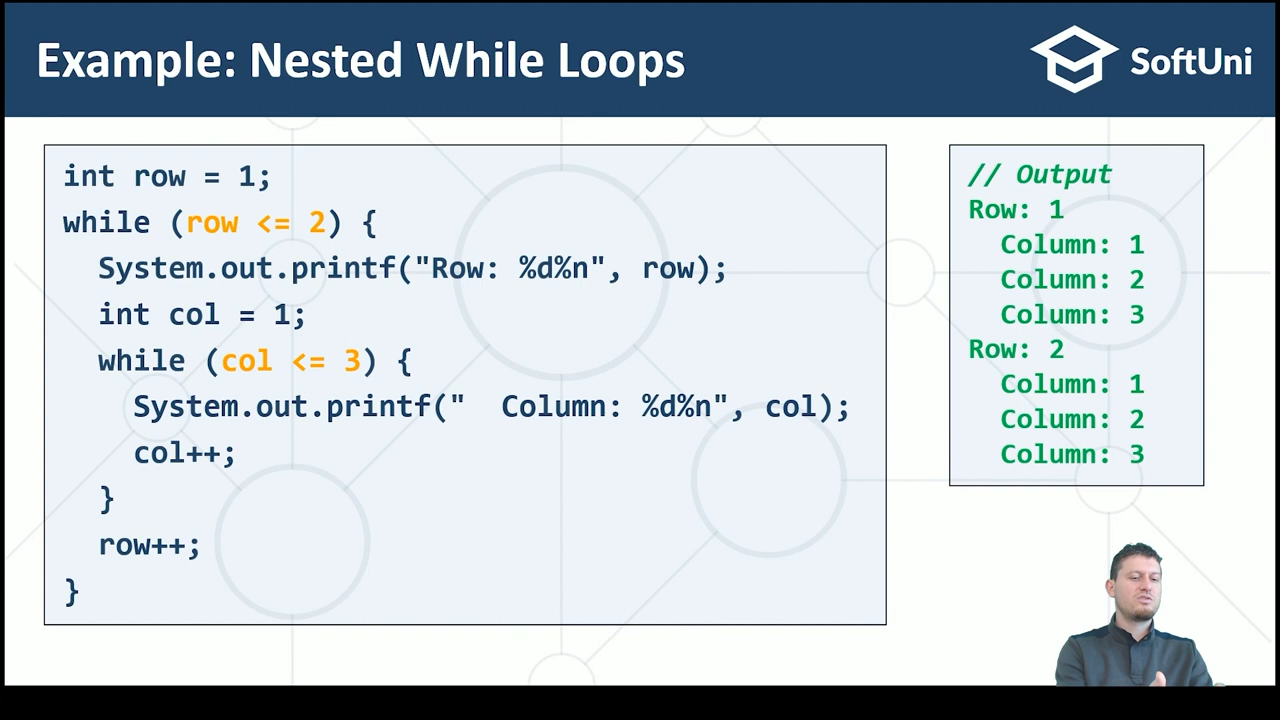 Example: Nested While Loops
SoftUni
int row = 1;
while (row <= 2) {
  System.out.printf("Row: %d%n", row);
  int col = 1;
  while (col <= 3) {
    System.out.printf("  Column: %d%n", col);
    col++;
  }
  row++;
}
// Output
Row: 1
  Column: 1
  Column: 2
  Column: 3
Row: 2
  Column: 1
  Column: 2
  Column: 3